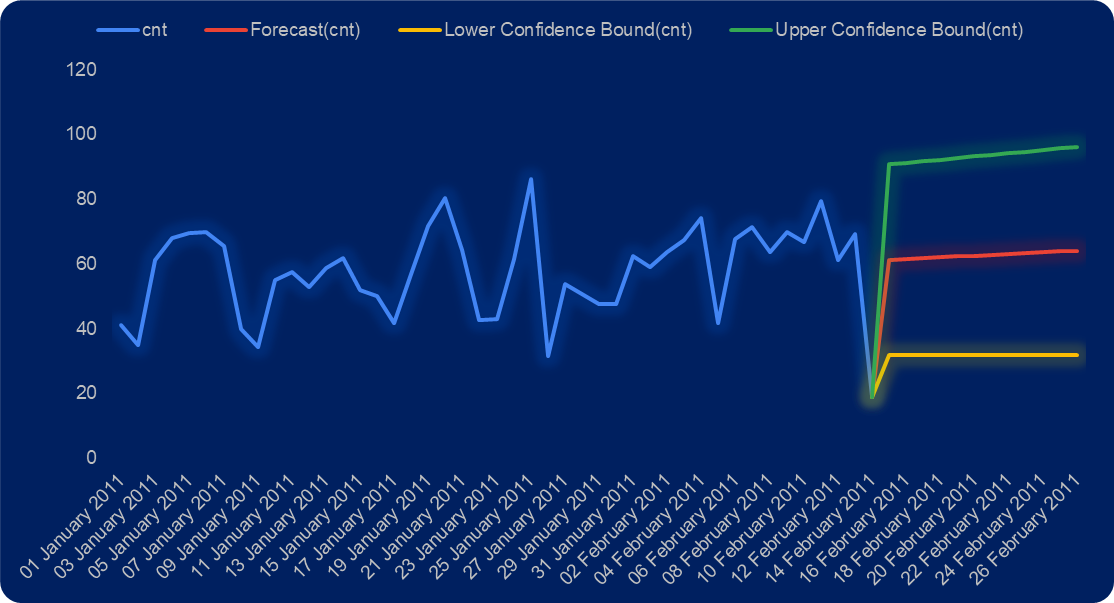 cnt Forecast(cnt) Lower Confidence Bound(cnt) Upper Confidence Bound(cnt)
120
100
80
60
40
20
0
01 January 2011
03 January 2011
05 January 2011
07 January 2011
09 January 2011
11 January 2011
13 January 2011
15 January 2011
17 January 2011
19 January 2011
21 January 2011
23 January 2011
25 January 2011
27 January 2011
29 January 2011
31 January 2011
02 February 2011
04 February 2011
06 February 2011
08 February 2011
10 February 2011
12 February 2011
14 February 2011
16 February 2011
18 February 2011
20 February 2011
22 February 2011
24 February 2011
26 February 2011